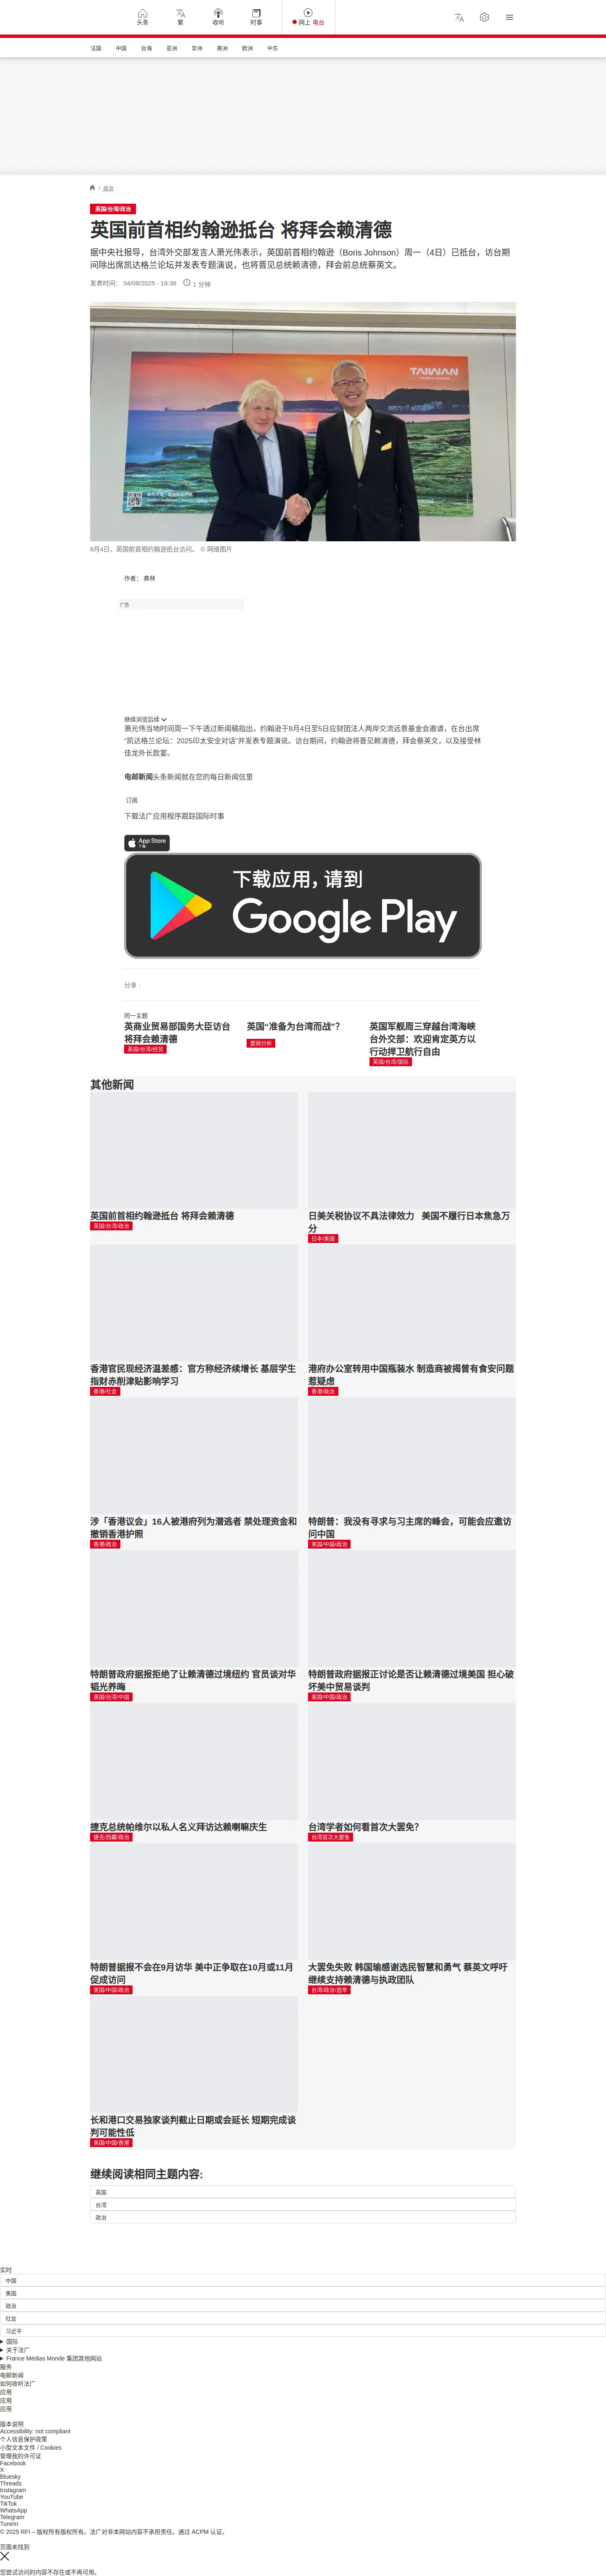 头条
繁
收听
时事
网上 电台
法国
中国
台海
亚洲
非洲
美洲
欧洲
中东
/ 政治
英国/台湾/政治
英国前首相约翰逊抵台 将拜会赖清德
据中央社报导，台湾外交部发言人萧光伟表示，英国前首相约翰逊（Boris Johnson）周一（4日）已抵台，访台期
间除出席凯达格兰论坛并发表专题演说，也将晋见总统赖清德，拜会前总统蔡英文。
发表时间： 04/08/2025 - 16:38
1 分钟
TAIWAN
8月4日，英国前首相约翰逊抵台访问。 © 网络图片
作者： 弗林
广告
继续浏览后续
萧光伟当地时间周一下午透过新闻稿指出，约翰逊于8月4日至5日应财团法人两岸交流远景基金会邀请，在台出席
“凯达格兰论坛：2025印太安全对话”并发表专题演说。访台期间，约翰逊将晋见赖清德，拜会蔡英文，以及接受林
佳龙外长款宴。
电邮新闻头条新闻就在您的每日新闻信里
订阅
下载法广应用程序跟踪国际时事
App Store
下载
下载应用，请到
Google Play
分享 :
同一主题
英商业贸易部国务大臣访台
将拜会赖清德
英国/台湾/经贸
英国“准备为台湾而战”？
要闻分析
英国军舰周三穿越台湾海峡
台外交部：欢迎肯定英方以
行动捍卫航行自由
英国/台湾/国际
其他新闻
英国前首相约翰逊抵台 将拜会赖清德
英国/台湾/政治
日美关税协议不具法律效力 美国不履行日本焦急万
分
日本/美国
香港官民现经济温差感：官方称经济续增长 基层学生
指财赤削津贴影响学习
香港/社会
港府办公室转用中国瓶装水 制造商被揭曾有食安问题
惹疑虑
香港/政治
涉「香港议会」16人被港府列为潜逃者 禁处理资金和
撤销香港护照
香港/政治
特朗普：我没有寻求与习主席的峰会，可能会应邀访
问中国
美国/中国/政治
特朗普政府据报拒绝了让赖清德过境纽约 官员谈对华
韬光养晦
美国/台湾/中国
特朗普政府据报正讨论是否让赖清德过境美国 担心破
坏美中贸易谈判
美国/中国/政治
捷克总统帕维尔以私人名义拜访达赖喇嘛庆生
捷克/西藏/政治
台湾学者如何看首次大罢免？
台湾首次大罢免
特朗普据报不会在9月访华 美中正争取在10月或11月
促成访问
美国/中国/政治
大罢免失败 韩国瑜感谢选民智慧和勇气 蔡英文呼吁
继续支持赖清德与执政团队
台湾/政治/选举
长和港口交易独家谈判截止日期或会延长 短期完成谈
判可能性低
美国/中国/香港
继续阅读相同主题内容:
英国
台湾
政治
实时
中国
美国
政治
社会
习近平
国际
关于法广
France Médias Monde 集团其他网站
服务
电邮新闻
如何收听法广
应用
应用
应用
版本说明
Accessibility: not compliant
个人信息保护政策
小型文本文件 / Cookies
管理我的许可证
Facebook
X
Bluesky
Threads
Instagram
YouTube
TikTok
WhatsApp
Telegram
TuneIn
© 2025 RFI – 版权所有版权所有。法广对非本网站内容不承担责任。通过 ACPM 认证。
页面未找到
您尝试访问的内容不存在或不再可用。